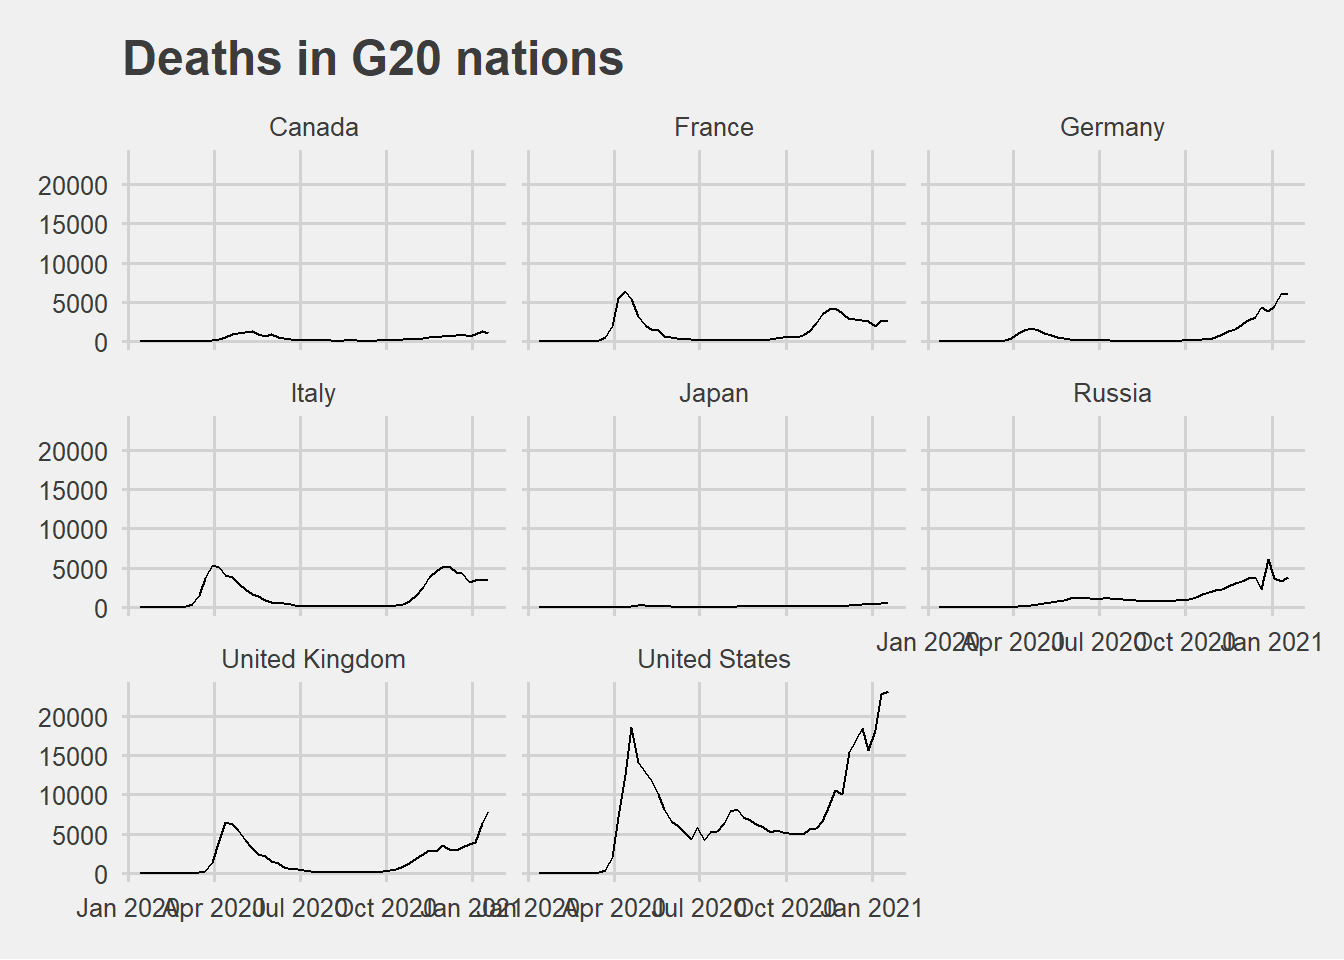 Deaths in G20 nations
Canada France Germany
20000
15000
10000
5000
0
Italy Japan Russia
20000
15000
10000
5000
0
Jan 2020 Apr 2020 Jul 2020 Oct 2020 Jan 2021
United Kingdom United States
20000
15000
10000
5000
0
Jan 2020 Apr 2020 Jul 2020 Oct 2020 Jan 2021 Jan 2020 Apr 2020 Jul 2020 Oct 2020 Jan 2021